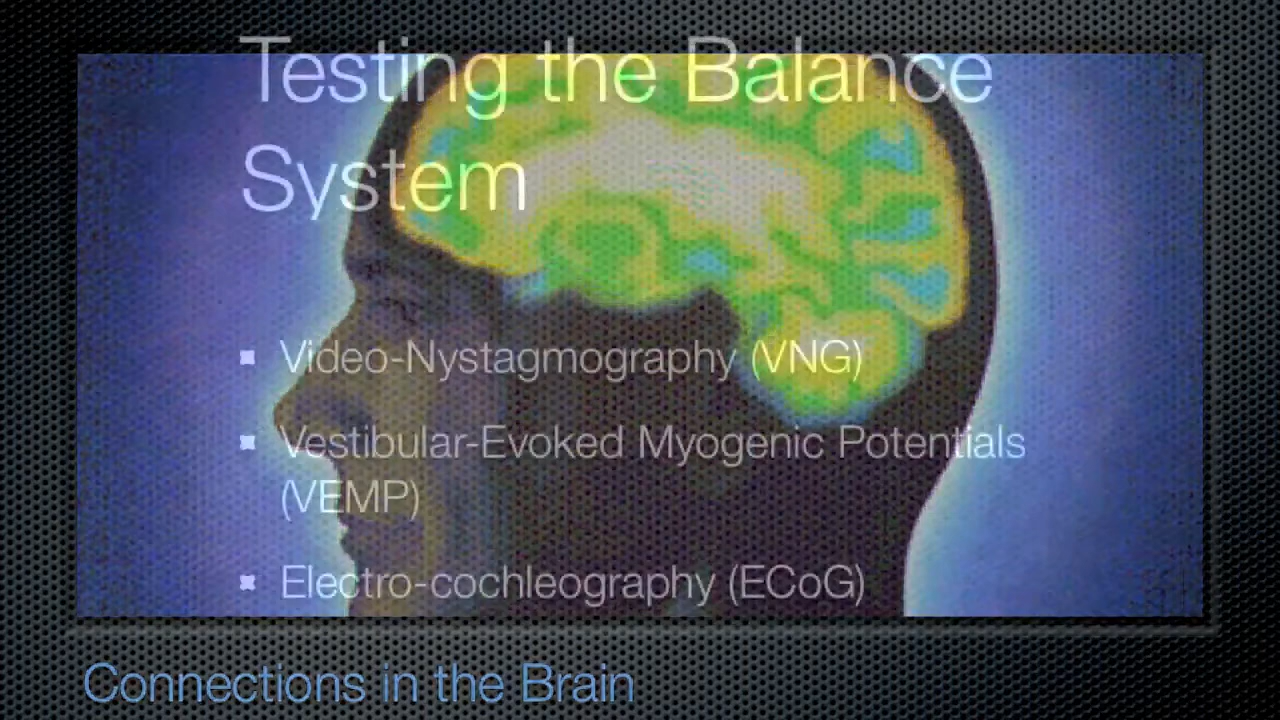 Testing the Balance
System
Video-Nystagmography (VNG)
Vestibular-Evoked Myogenic Potentials
(VEMP)
Electro-cochleography (ECoG)
Connections in the Brain